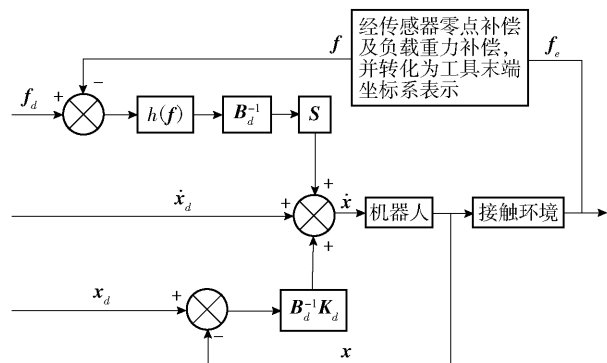 经传感器零点补偿
及负载重力补偿，
并转化为工具末端
坐标系表示
f
f_e
−
+
f_d
h(f)
B_d^{-1}
S
+
ẋ_d
+
ẋ
机器人
接触环境
+
x_d
+
B_d^{-1}K_d
−
x